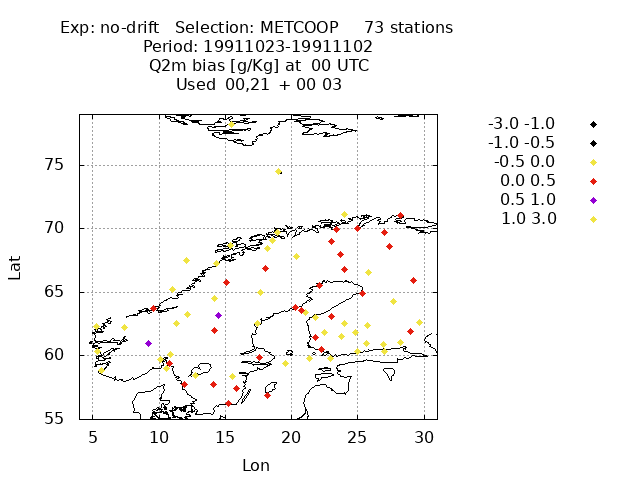 Exp: no-drift Selection: METCOOP 73 stations
Period: 19911023-19911102
Q2m bias [g/Kg] at 00 UTC
Used 00,21 + 00 03
-3.0 -1.0
-1.0 -0.5
-0.5 0.0
0.0 0.5
0.5 1.0
1.0 3.0
75
70
65
60
55
Lat
5 10 15 20 25 30
Lon